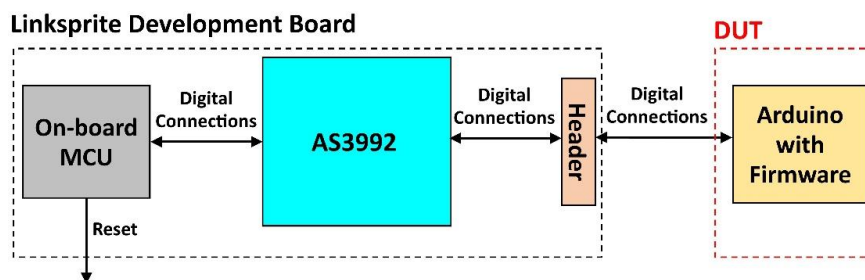 Linksprite Development Board
DUT
On-board
MCU
Digital
Connections
AS3992
Digital
Connections
Header
Digital
Connections
Arduino
with
Firmware
Reset